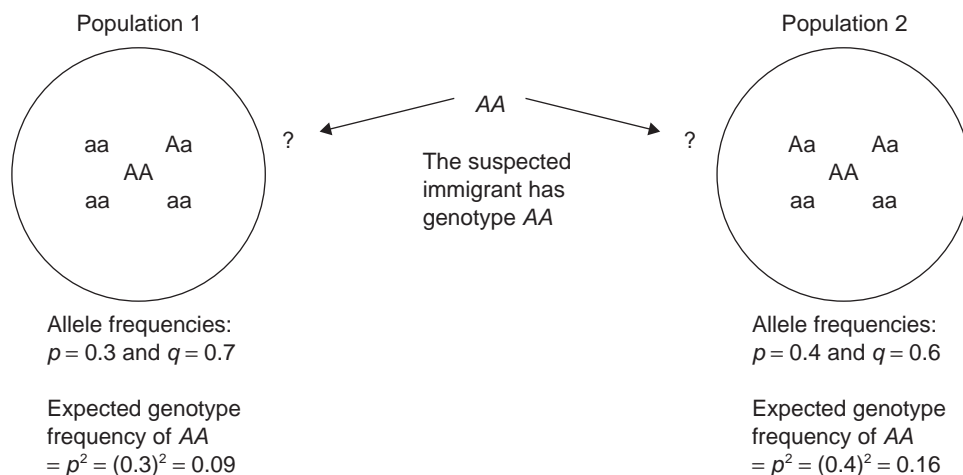 Population 1
aa Aa
AA
aa aa
Allele frequencies:
p = 0.3 and q = 0.7
Expected genotype
frequency of AA
= p² = (0.3)² = 0.09
?
AA
?
The suspected
immigrant has
genotype AA
Population 2
Aa Aa
AA
aa aa
Allele frequencies:
p = 0.4 and q = 0.6
Expected genotype
frequency of AA
= p² = (0.4)² = 0.16